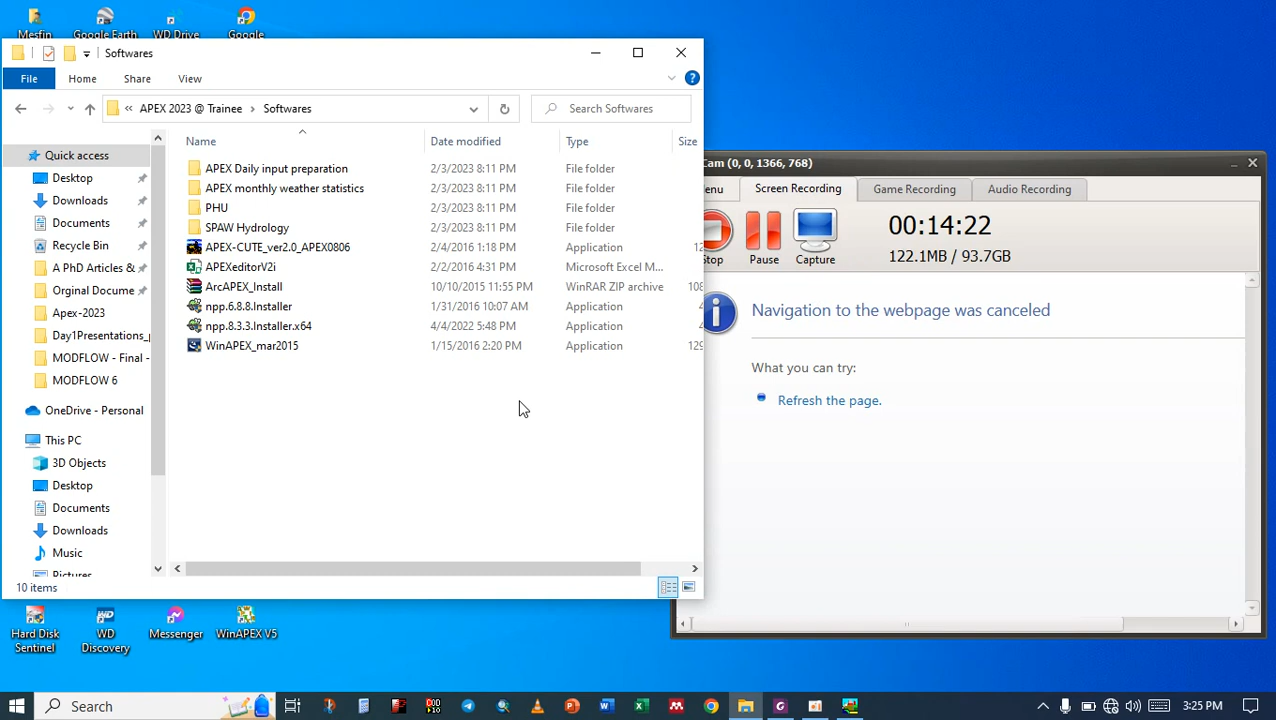 Mesfin
Google Earth
WD Drive
Google
Softwares
File
Home
Share
View
APEX 2023 @ Trainee
Softwares
Search Softwares
Name
Date modified
Type
Size
Quick access
Desktop
Downloads
Documents
Recycle Bin
A PhD Articles &
Orginal Docume
Apex-2023
Day1Presentations_
MODFLOW - Final -
MODFLOW 6
OneDrive - Personal
This PC
3D Objects
Desktop
Documents
Downloads
Music
Pictures
APEX Daily input preparation 2/3/2023 8:11 PM File folder
APEX monthly weather statistics 2/3/2023 8:11 PM File folder
PHU 2/3/2023 8:11 PM File folder
SPAW Hydrology 2/3/2023 8:11 PM File folder
APEX-CUTE_ver2.0_APEX0806 2/4/2016 1:18 PM Application 12
APEXeditorV2i 2/2/2016 4:31 PM Microsoft Excel M...
ArcAPEX_Install 10/10/2015 11:55 PM WinRAR ZIP archive 108
npp.6.8.8.Installer 1/31/2016 10:07 AM Application 4
npp.8.3.3.Installer.x64 4/4/2022 5:48 PM Application 4
WinAPEX_mar2015 1/15/2016 2:20 PM Application 129
10 items
Cam (0, 0, 1366, 768)
enu
Screen Recording
Game Recording
Audio Recording
Stop
Pause
Capture
00:14:22
122.1MB / 93.7GB
Navigation to the webpage was canceled
What you can try:
Refresh the page.
Hard Disk
Sentinel
WD
Discovery
Messenger
WinAPEX V5
Search
3:25 PM